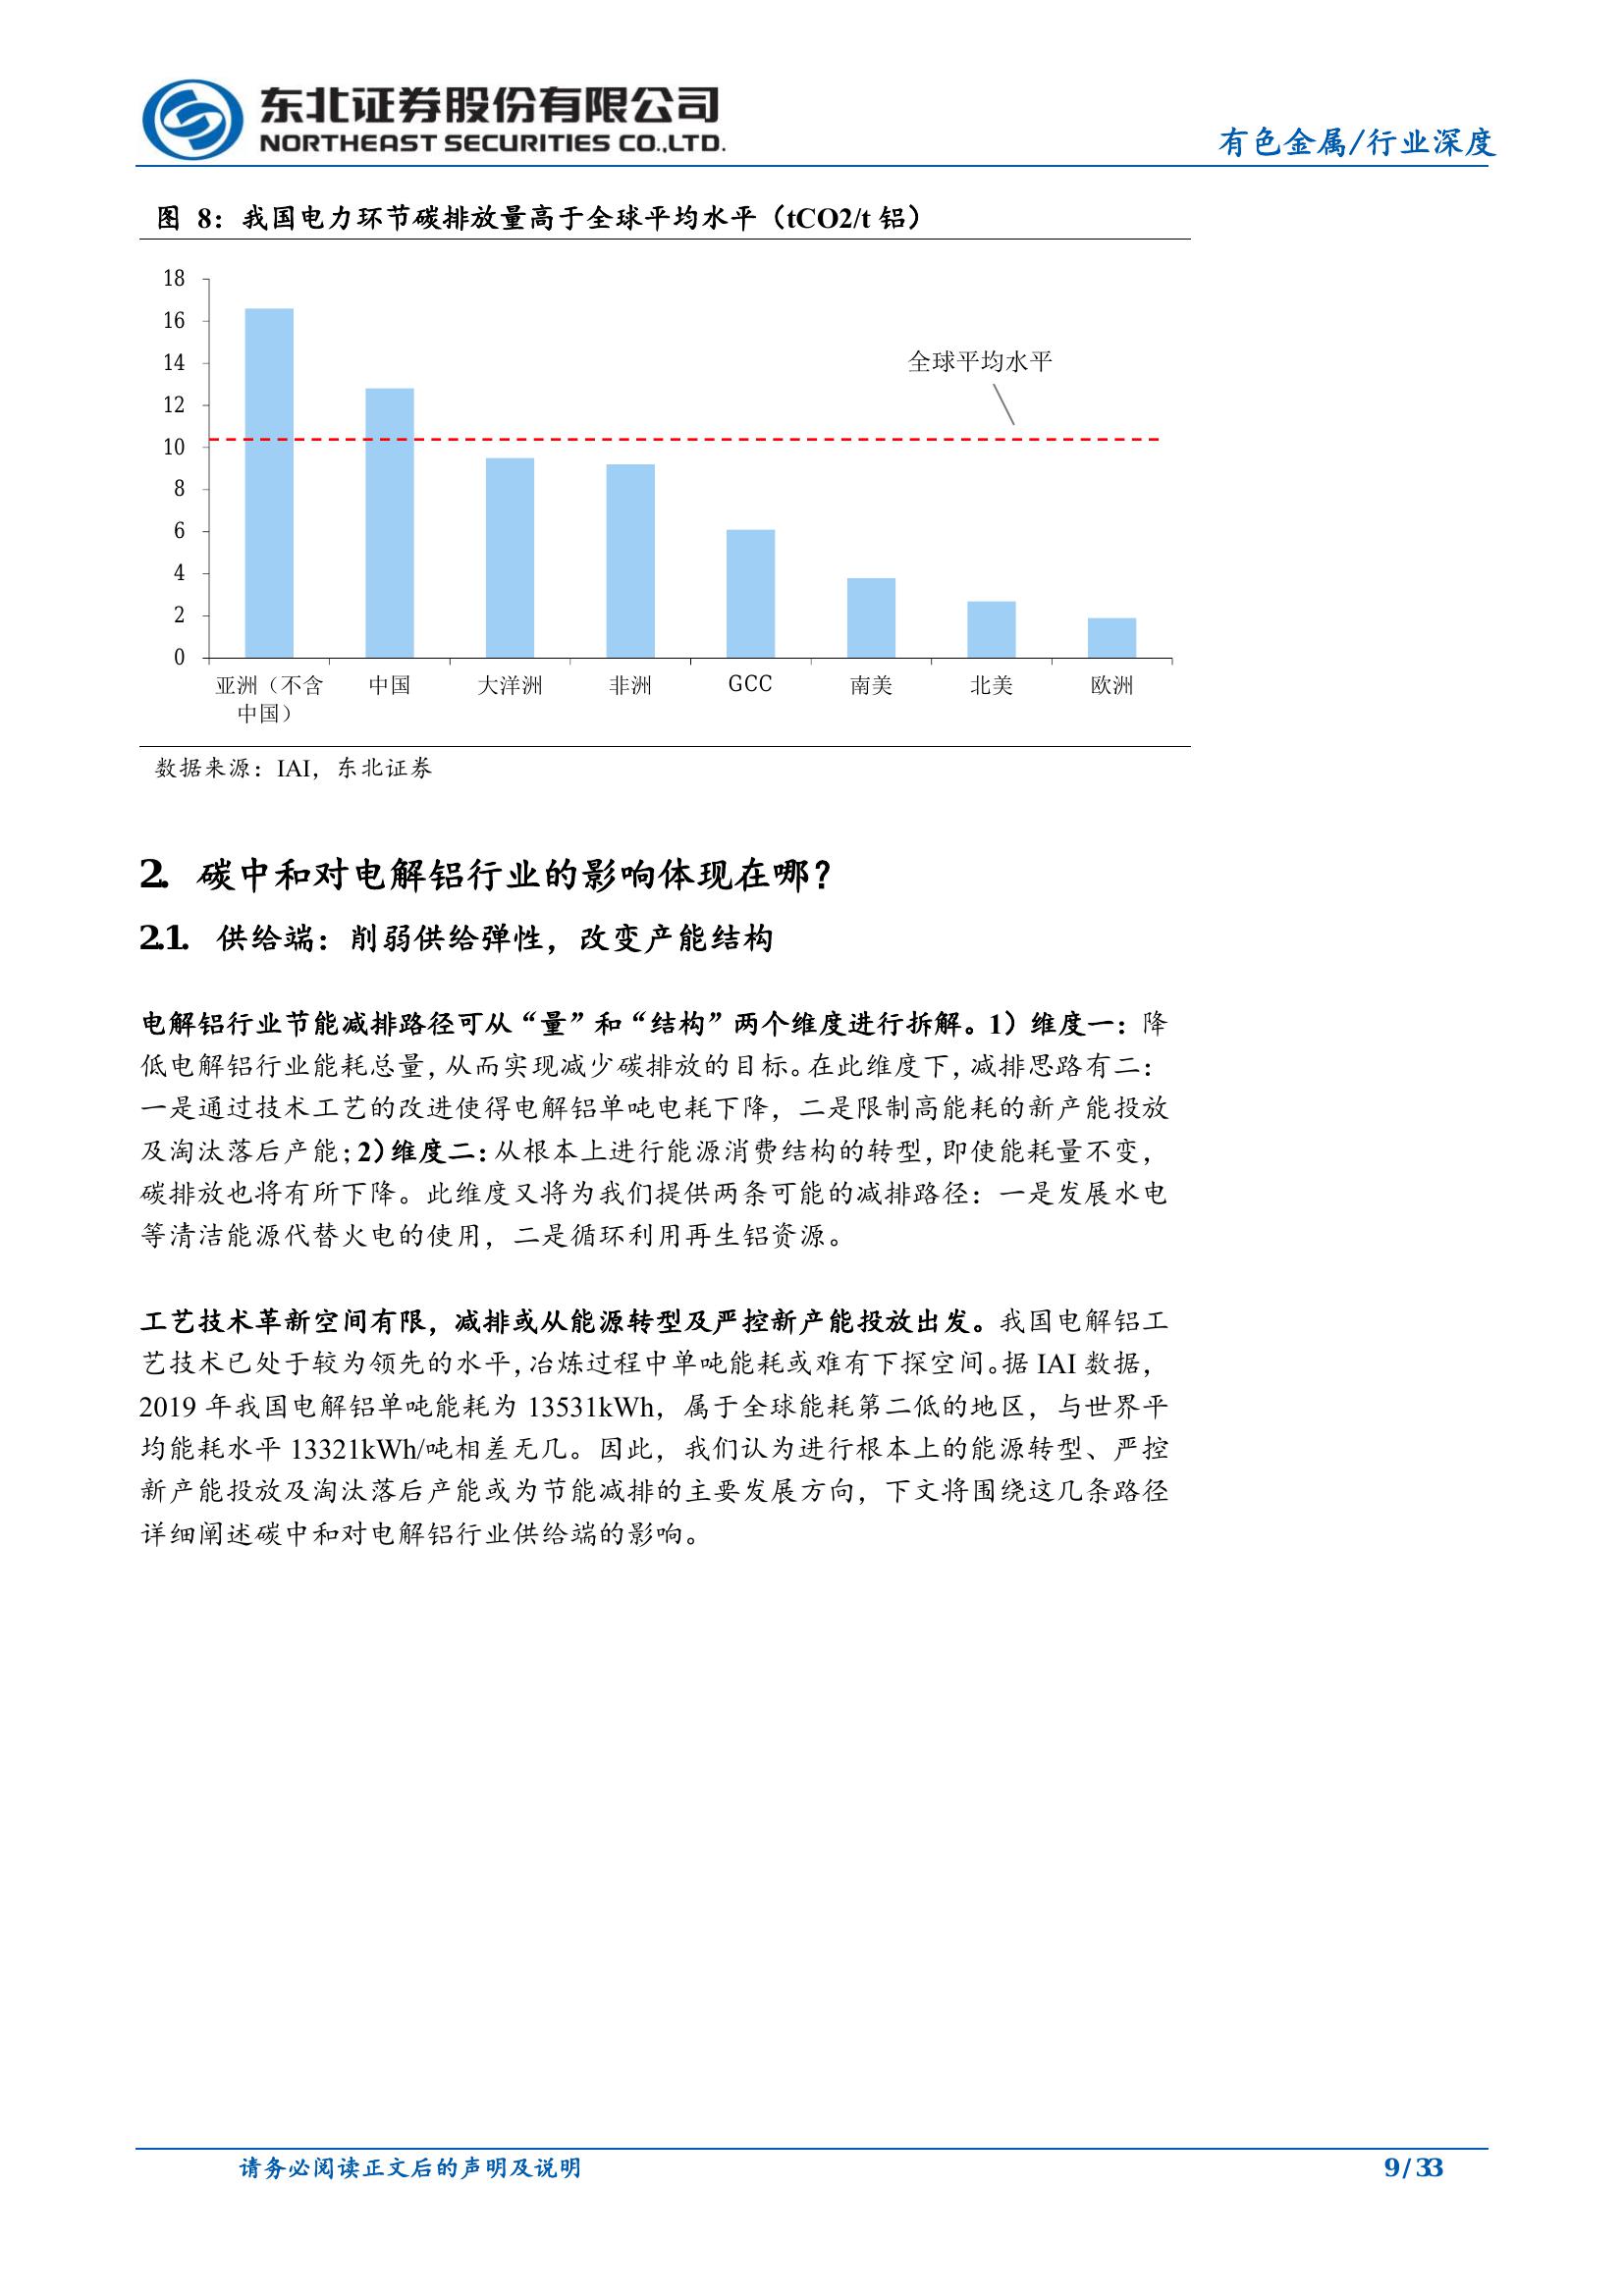 东北证券股份有限公司
NORTHEAST SECURITIES CO.,LTD.
有色金属/行业深度
图 8：我国电力环节碳排放量高于全球平均水平（tCO2/t 铝）
18
16
14
12
10
8
6
4
2
0
全球平均水平
亚洲（不含
中国）
中国
大洋洲
非洲
GCC
南美
北美
欧洲
数据来源：IAI，东北证券
2. 碳中和对电解铝行业的影响体现在哪？
2.1. 供给端：削弱供给弹性，改变产能结构
电解铝行业节能减排路径可从“量”和“结构”两个维度进行拆解。1）维度一：降
低电解铝行业能耗总量，从而实现减少碳排放的目标。在此维度下，减排思路有二：
一是通过技术工艺的改进使得电解铝单吨电耗下降，二是限制高能耗的新产能投放
及淘汰落后产能；2）维度二：从根本上进行能源消费结构的转型，即使能耗量不变，
碳排放也将有所下降。此维度又将为我们提供两条可能的减排路径：一是发展水电
等清洁能源代替火电的使用，二是循环利用再生铝资源。
工艺技术革新空间有限，减排或从能源转型及严控新产能投放出发。我国电解铝工
艺技术已处于较为领先的水平，冶炼过程中单吨能耗或难有下探空间。据 IAI 数据，
2019 年我国电解铝单吨能耗为 13531kWh，属于全球能耗第二低的地区，与世界平
均能耗水平 13321kWh/吨相差无几。因此，我们认为进行根本上的能源转型、严控
新产能投放及淘汰落后产能或为节能减排的主要发展方向，下文将围绕这几条路径
详细阐述碳中和对电解铝行业供给端的影响。
请务必阅读正文后的声明及说明
9 / 33